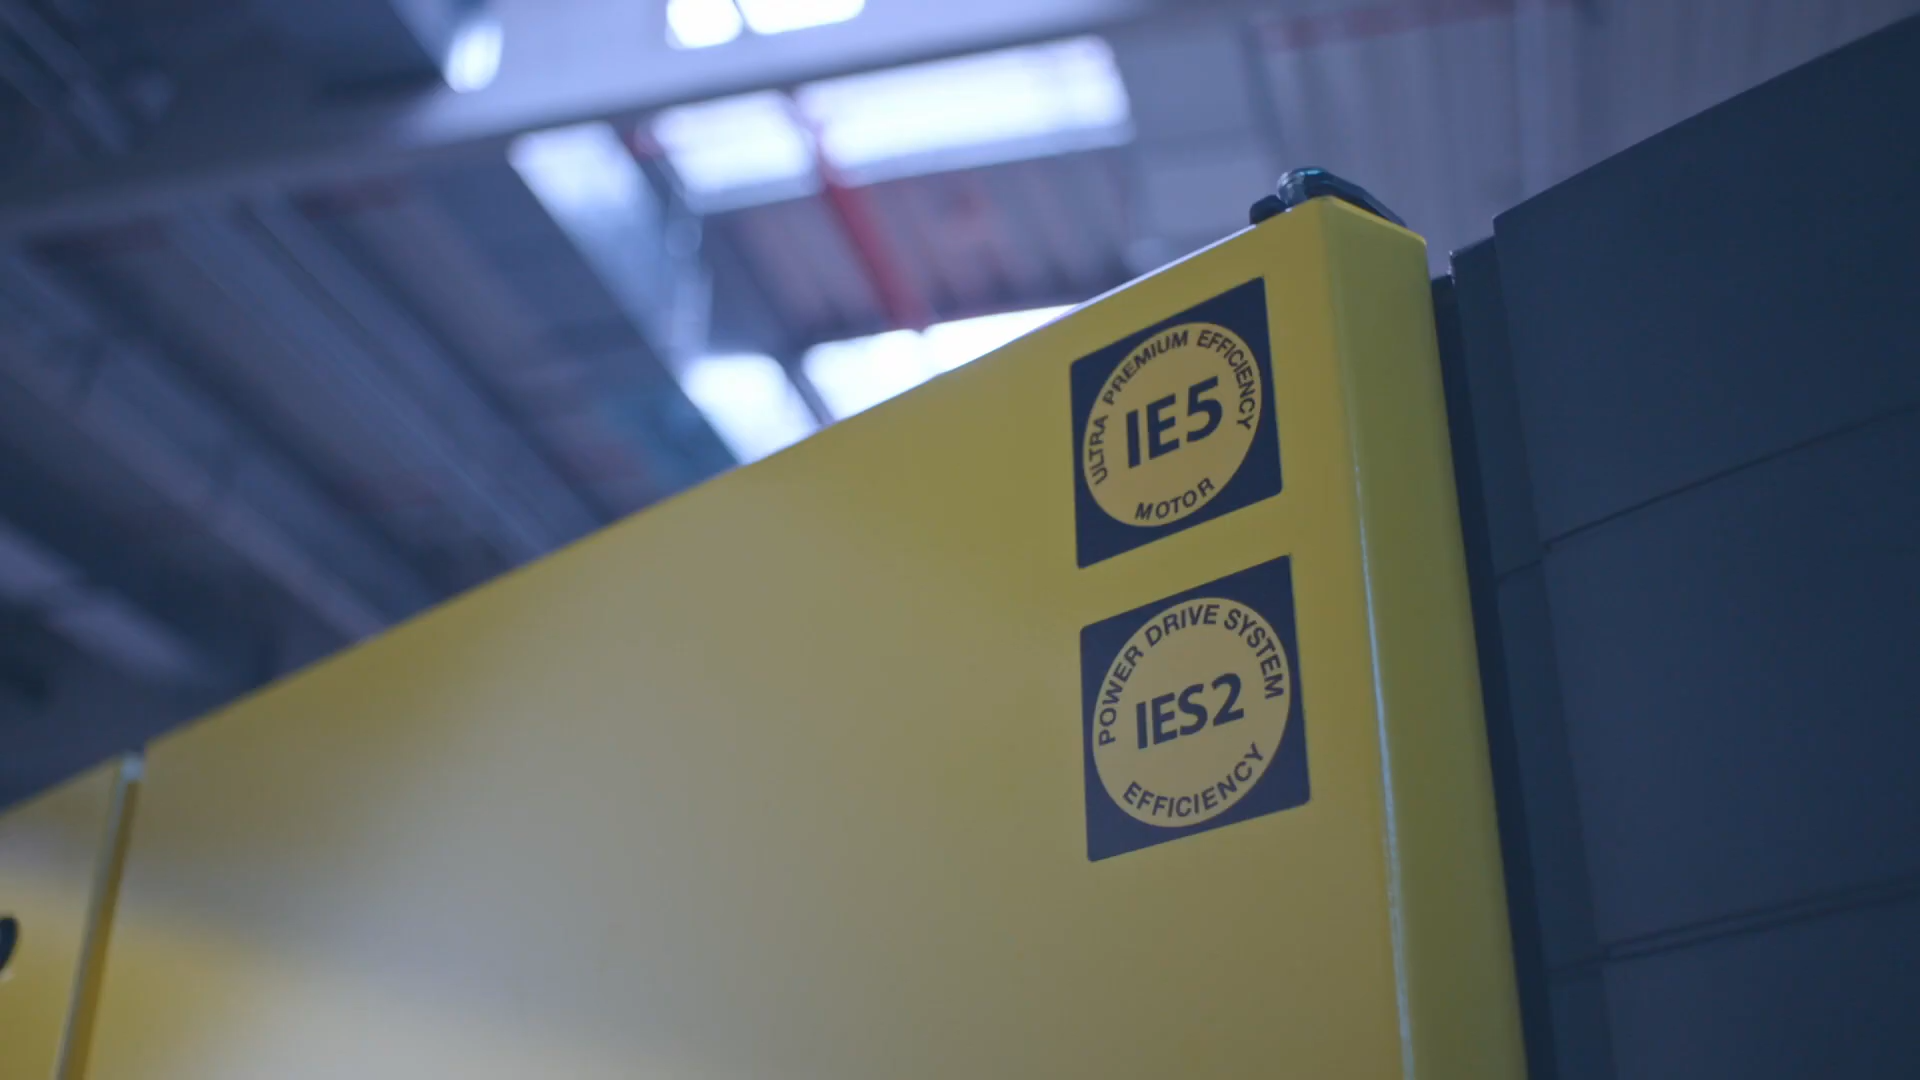 ULTRA PREMIUM EFFICIENCY
IE5
MOTOR
POWER DRIVE SYSTEM
IES2
EFFICIENCY